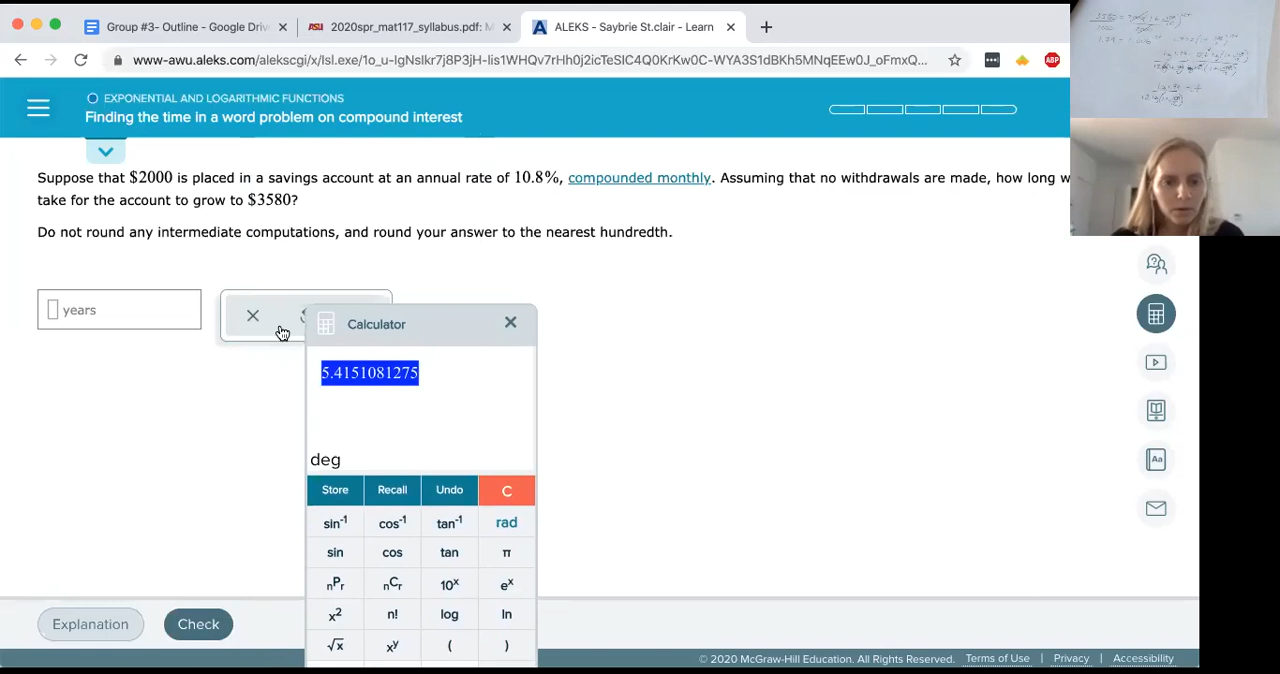 Group #3- Outline - Google Driv
2020spr_mat117_syllabus.pdf: M
ALEKS - Saybrie St.clair - Learn
www-awu.aleks.com/alekscgi/x/Isl.exe/1o_u-IgNslkr7j8P3jH-lis1WHQv7rHh0j2icTeSIC4Q0KrKw0C-WYA3S1dBKh5MNqEEw0J_oFmxQ...
ABP
EXPONENTIAL AND LOGARITHMIC FUNCTIONS
Finding the time in a word problem on compound interest
Suppose that $2000 is placed in a savings account at an annual rate of 10.8%, compounded monthly. Assuming that no withdrawals are made, how long w
take for the account to grow to $3580?
Do not round any intermediate computations, and round your answer to the nearest hundredth.
years
Calculator
5.4151081275
deg
Store Recall Undo C
sin-1 cos-1 tan-1 rad
sin cos tan π
nPr nCr 10x ex
x2 n! log ln
√x xy ( )
Explanation
Check
© 2020 McGraw-Hill Education. All Rights Reserved. Terms of Use | Privacy | Accessibility